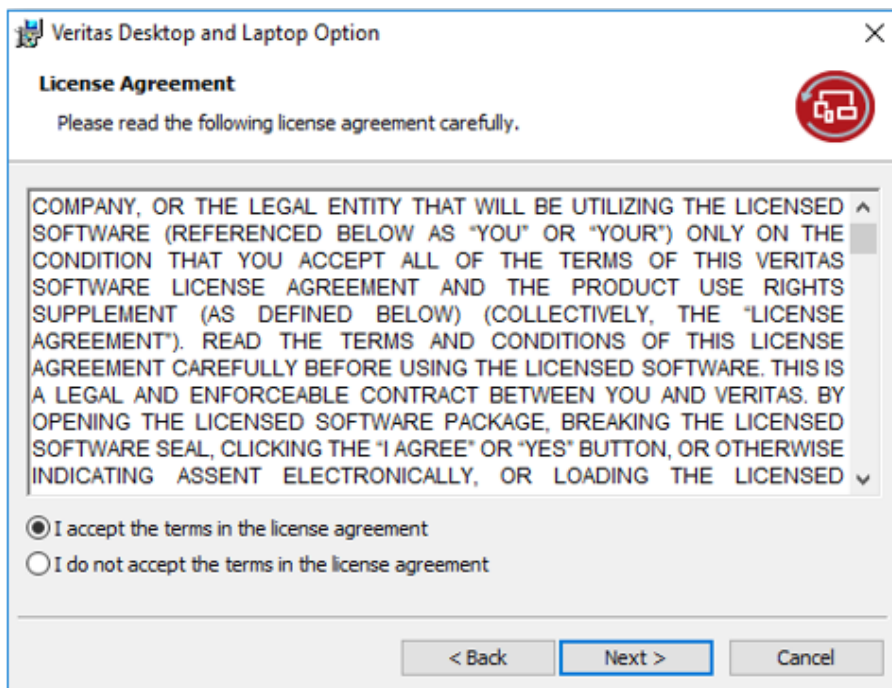 Veritas Desktop and Laptop Option
License Agreement
Please read the following license agreement carefully.
COMPANY, OR THE LEGAL ENTITY THAT WILL BE UTILIZING THE LICENSED
SOFTWARE (REFERENCED BELOW AS “YOU” OR “YOUR”) ONLY ON THE
CONDITION THAT YOU ACCEPT ALL OF THE TERMS OF THIS VERITAS
SOFTWARE LICENSE AGREEMENT AND THE PRODUCT USE RIGHTS
SUPPLEMENT (AS DEFINED BELOW) (COLLECTIVELY, THE “LICENSE
AGREEMENT”). READ THE TERMS AND CONDITIONS OF THIS LICENSE
AGREEMENT CAREFULLY BEFORE USING THE LICENSED SOFTWARE. THIS IS
A LEGAL AND ENFORCEABLE CONTRACT BETWEEN YOU AND VERITAS. BY
OPENING THE LICENSED SOFTWARE PACKAGE, BREAKING THE LICENSED
SOFTWARE SEAL, CLICKING THE “I AGREE” OR “YES” BUTTON, OR OTHERWISE
INDICATING ASSENT ELECTRONICALLY, OR LOADING THE LICENSED
I accept the terms in the license agreement
I do not accept the terms in the license agreement
< Back
Next >
Cancel